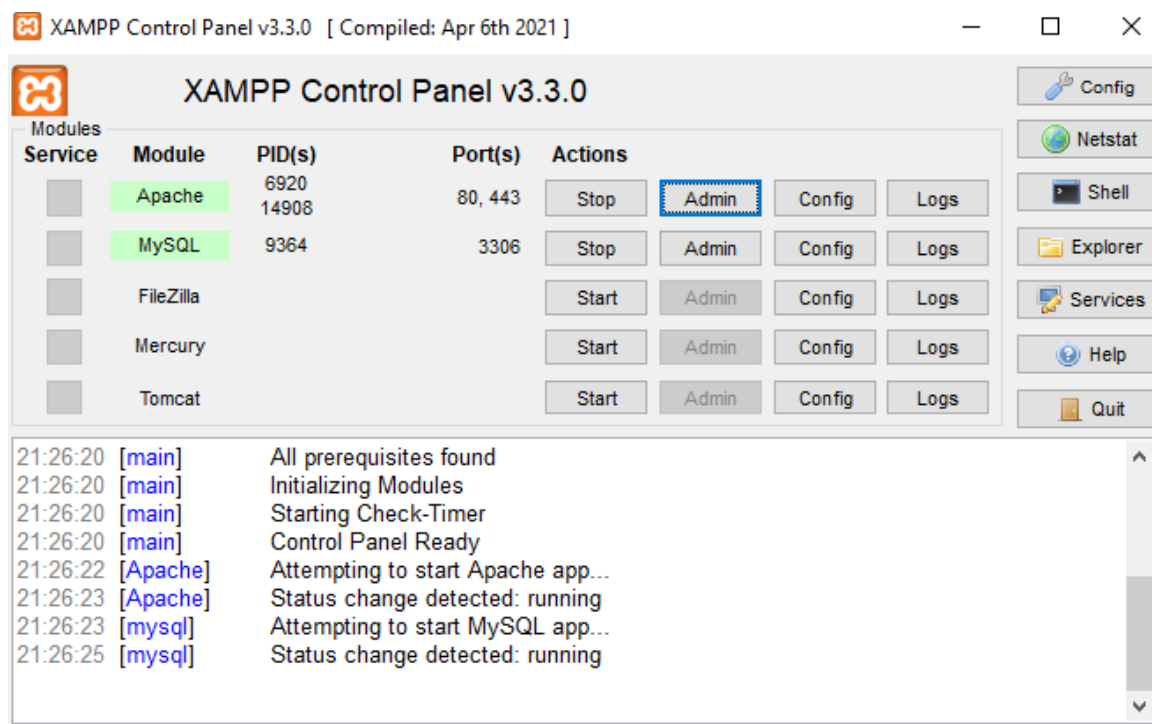 XAMPP Control Panel v3.3.0 [ Compiled: Apr 6th 2021 ]
XAMPP Control Panel v3.3.0
Config
Modules
Service Module PID(s) Port(s) Actions
Netstat
Apache 6920 14908 80, 443 Stop Admin Config Logs
Shell
MySQL 9364 3306 Stop Admin Config Logs
Explorer
FileZilla Start Admin Config Logs
Services
Mercury Start Admin Config Logs
Help
Tomcat Start Admin Config Logs
Quit
21:26:20 [main] All prerequisites found
21:26:20 [main] Initializing Modules
21:26:20 [main] Starting Check-Timer
21:26:20 [main] Control Panel Ready
21:26:22 [Apache] Attempting to start Apache app...
21:26:23 [Apache] Status change detected: running
21:26:23 [mysql] Attempting to start MySQL app...
21:26:25 [mysql] Status change detected: running